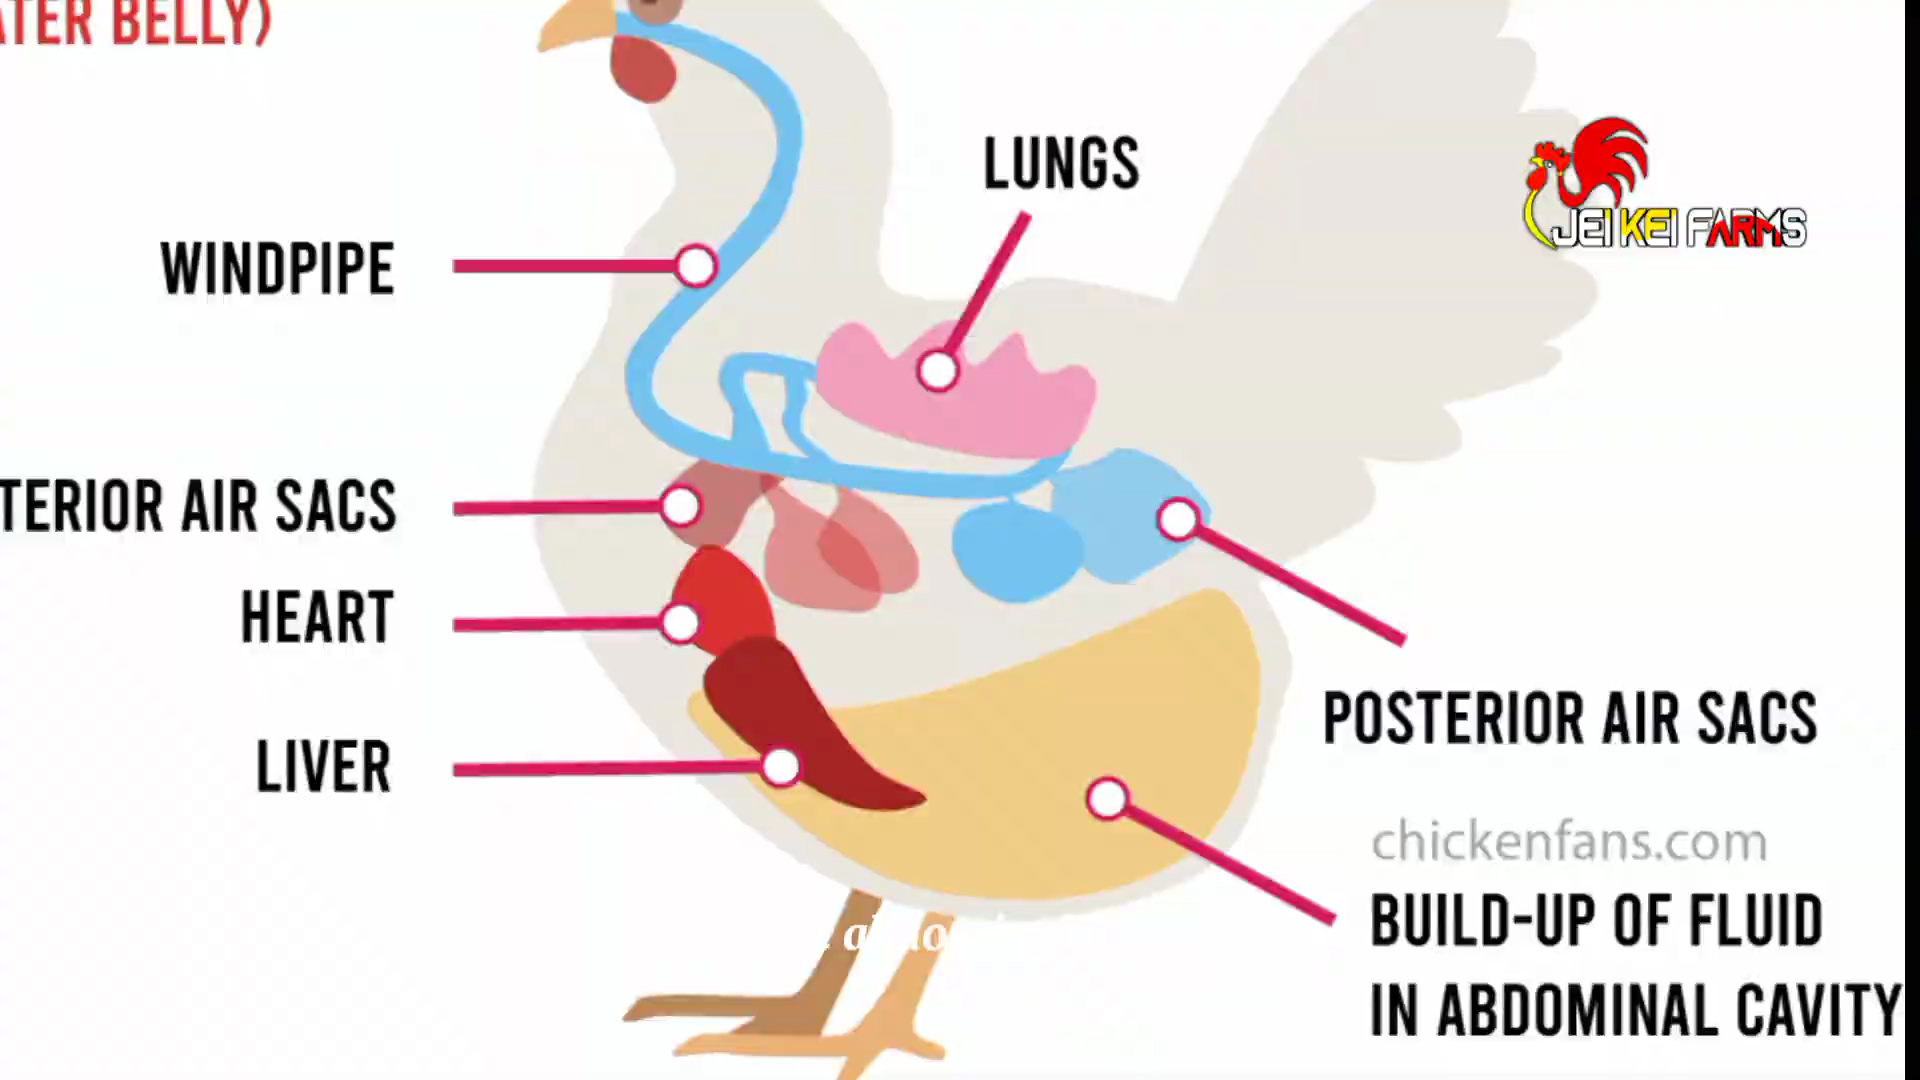 ATER BELLY)
LUNGS
JEI KEI FARMS
WINDPIPE
TERIOR AIR SACS
HEART
POSTERIOR AIR SACS
LIVER
chickenfans.com
BUILD-UP OF FLUID
IN ABDOMINAL CAVITY